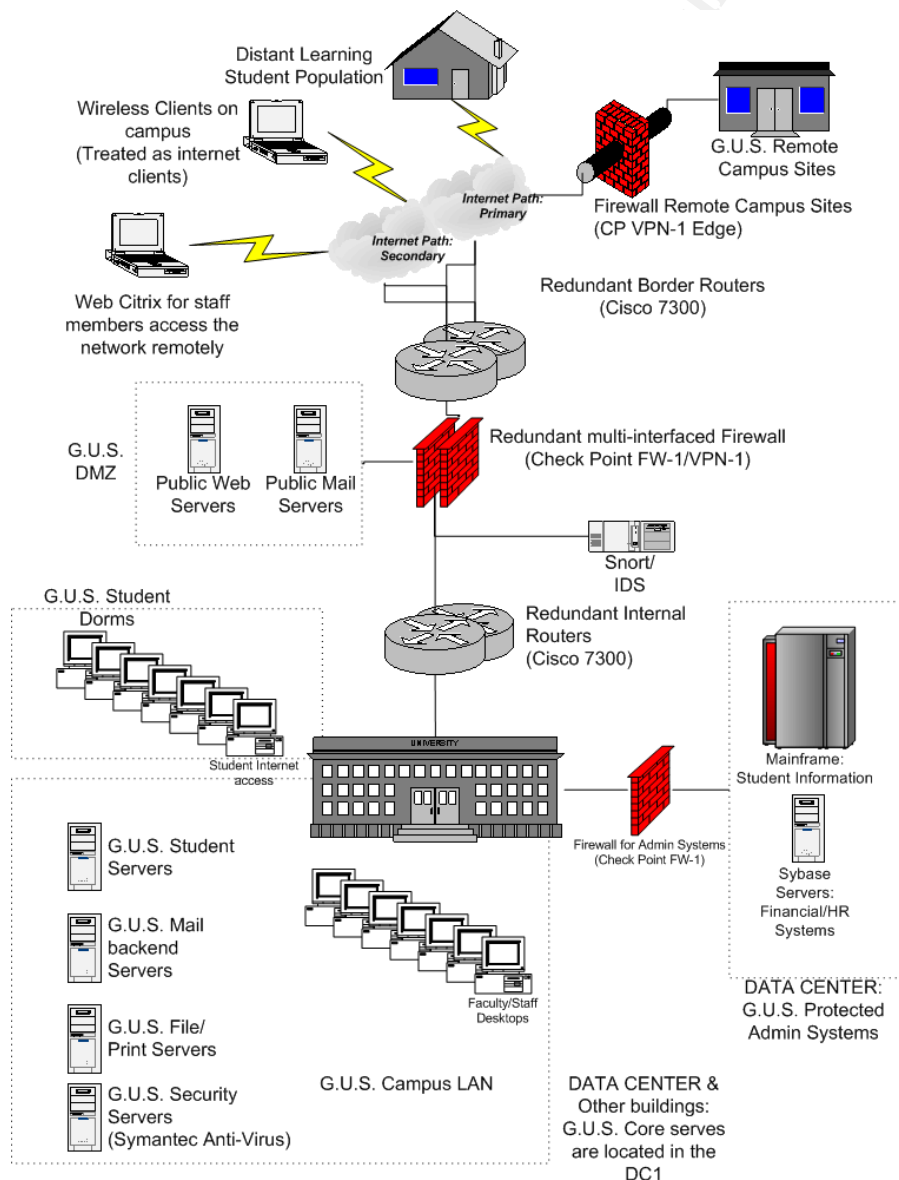 Distant Learning
Student Population
Wireless Clients on
campus
(Treated as internet
clients)
G.U.S. Remote
Campus Sites
Internet Path:
Primary
Firewall Remote Campus Sites
(CP VPN-1 Edge)
Internet Path:
Secondary
Web Citrix for staff
members access the
network remotely
Redundant Border Routers
(Cisco 7300)
G.U.S.
DMZ
Public Web
Servers
Public Mail
Servers
Redundant multi-interfaced Firewall
(Check Point FW-1/VPN-1)
Snort/
IDS
G.U.S. Student
Dorms
Student Internet
access
Redundant Internal
Routers
(Cisco 7300)
UNIVERSITY
Mainframe:
Student Information
Firewall for Admin Systems
(Check Point FW-1)
Sybase
Servers:
Financial/HR
Systems
DATA CENTER:
G.U.S. Protected
Admin Systems
G.U.S. Student
Servers
G.U.S. Mail
backend
Servers
G.U.S. File/
Print Servers
G.U.S. Security
Servers
(Symantec Anti-Virus)
Faculty/Staff
Desktops
G.U.S. Campus LAN
DATA CENTER &
Other buildings:
G.U.S. Core serves
are located in the
DC1